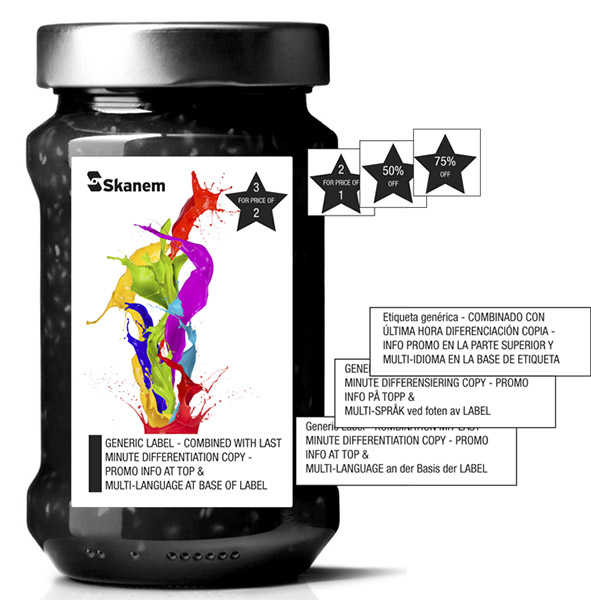 Skanem
3
FOR PRICE OF
2
2
FOR PRICE OF
1
50%
OFF
75%
OFF
GENERIC LABEL - COMBINED WITH LAST
MINUTE DIFFERENTIATION COPY -
PROMO INFO AT TOP &
MULTI-LANGUAGE AT BASE OF LABEL
Etiqueta genérica - COMBINADO CON
ÚLTIMA HORA DIFERENCIACIÓN COPIA -
INFO PROMO EN LA PARTE SUPERIOR Y
MULTI-IDIOMA EN LA BASE DE ETIQUETA
GENE
MINUTE DIFFERENSIERING COPY - PROMO
INFO PÅ TOPP &
MULTI-SPRÅK ved foten av LABEL
Generic Label - KOMBINATION MIT LAST
MINUTE DIFFERENTIATION COPY - PROMO
INFO AT TOP &
MULTI-LANGUAGE an der Basis der LABEL